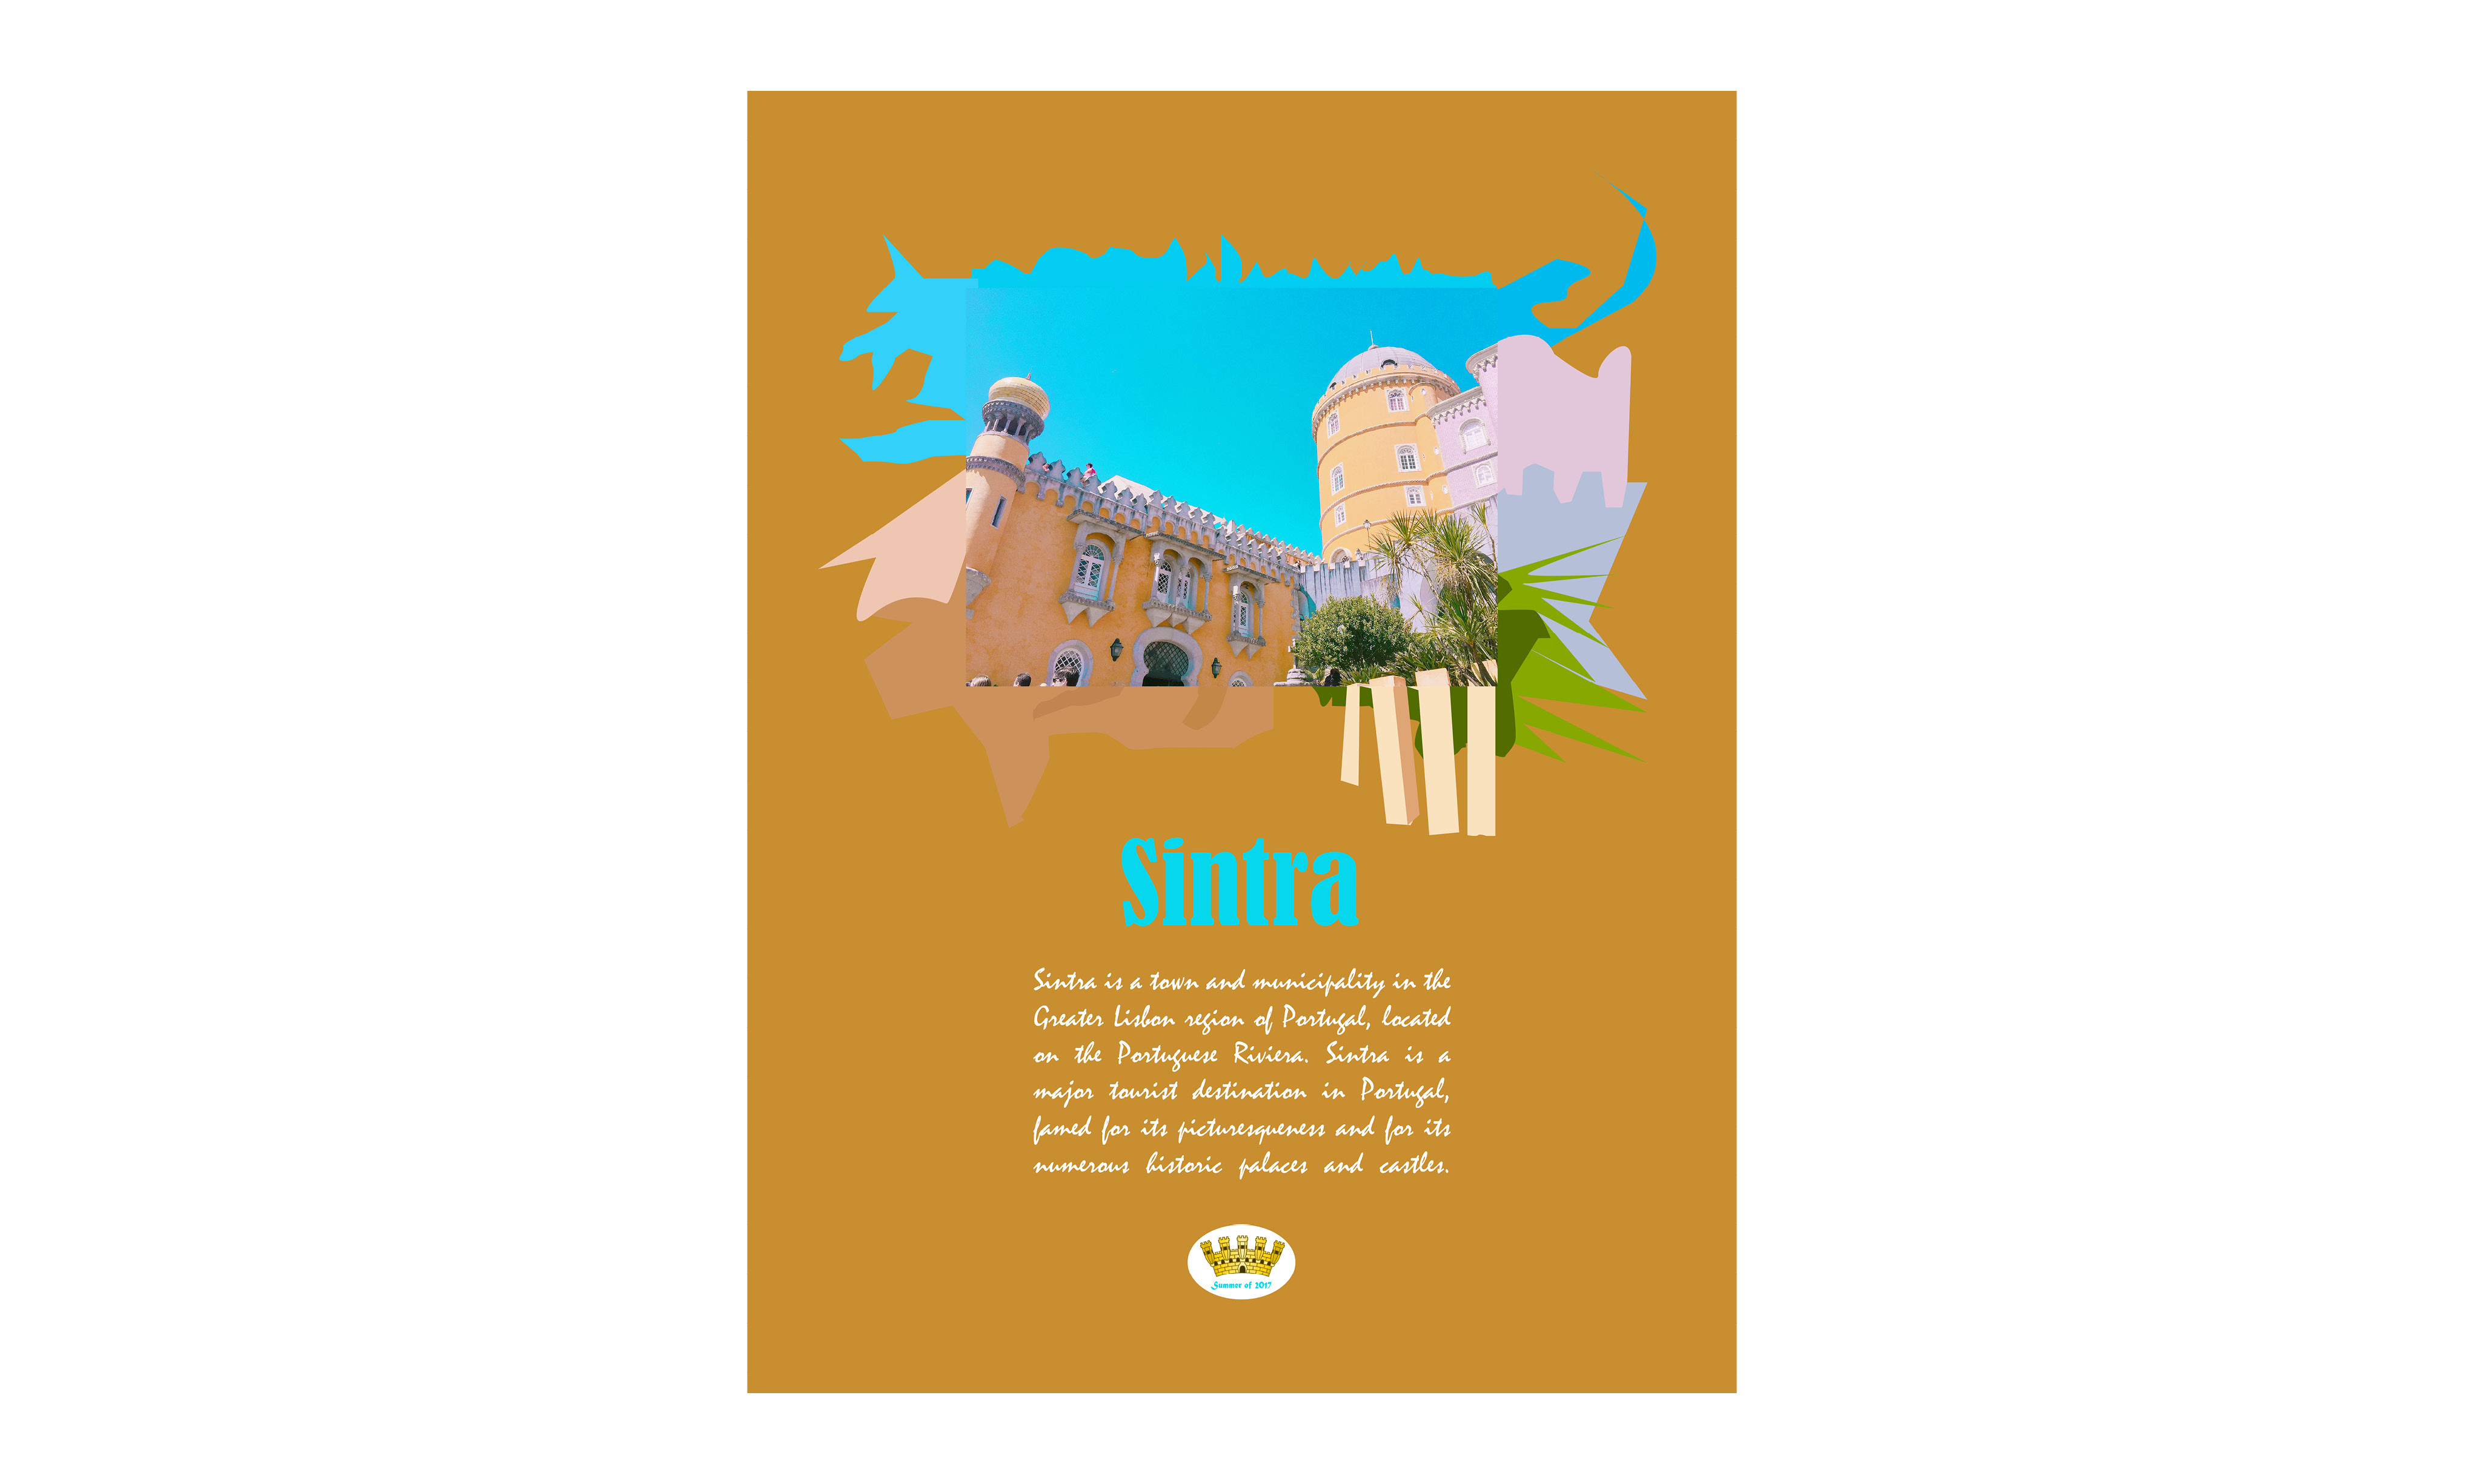 Sintra
Sintra is a town and municipality in the
Greater Lisbon region of Portugal, located
on the Portuguese Riviera. Sintra is a
major tourist destination in Portugal,
famed for its picturesqueness and for its
numerous historic palaces and castles.
Summer of 2017